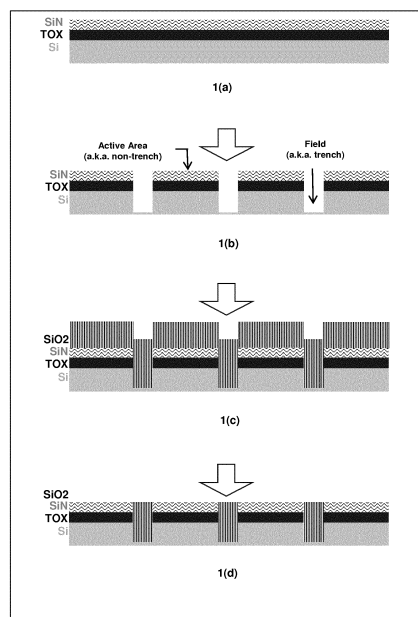 SiN
TOX
Si
1(a)
Active Area
(a.k.a. non-trench)
Field
(a.k.a. trench)
SiN
TOX
Si
1(b)
SiO2
SiN
TOX
Si
1(c)
SiO2
SiN
TOX
Si
1(d)